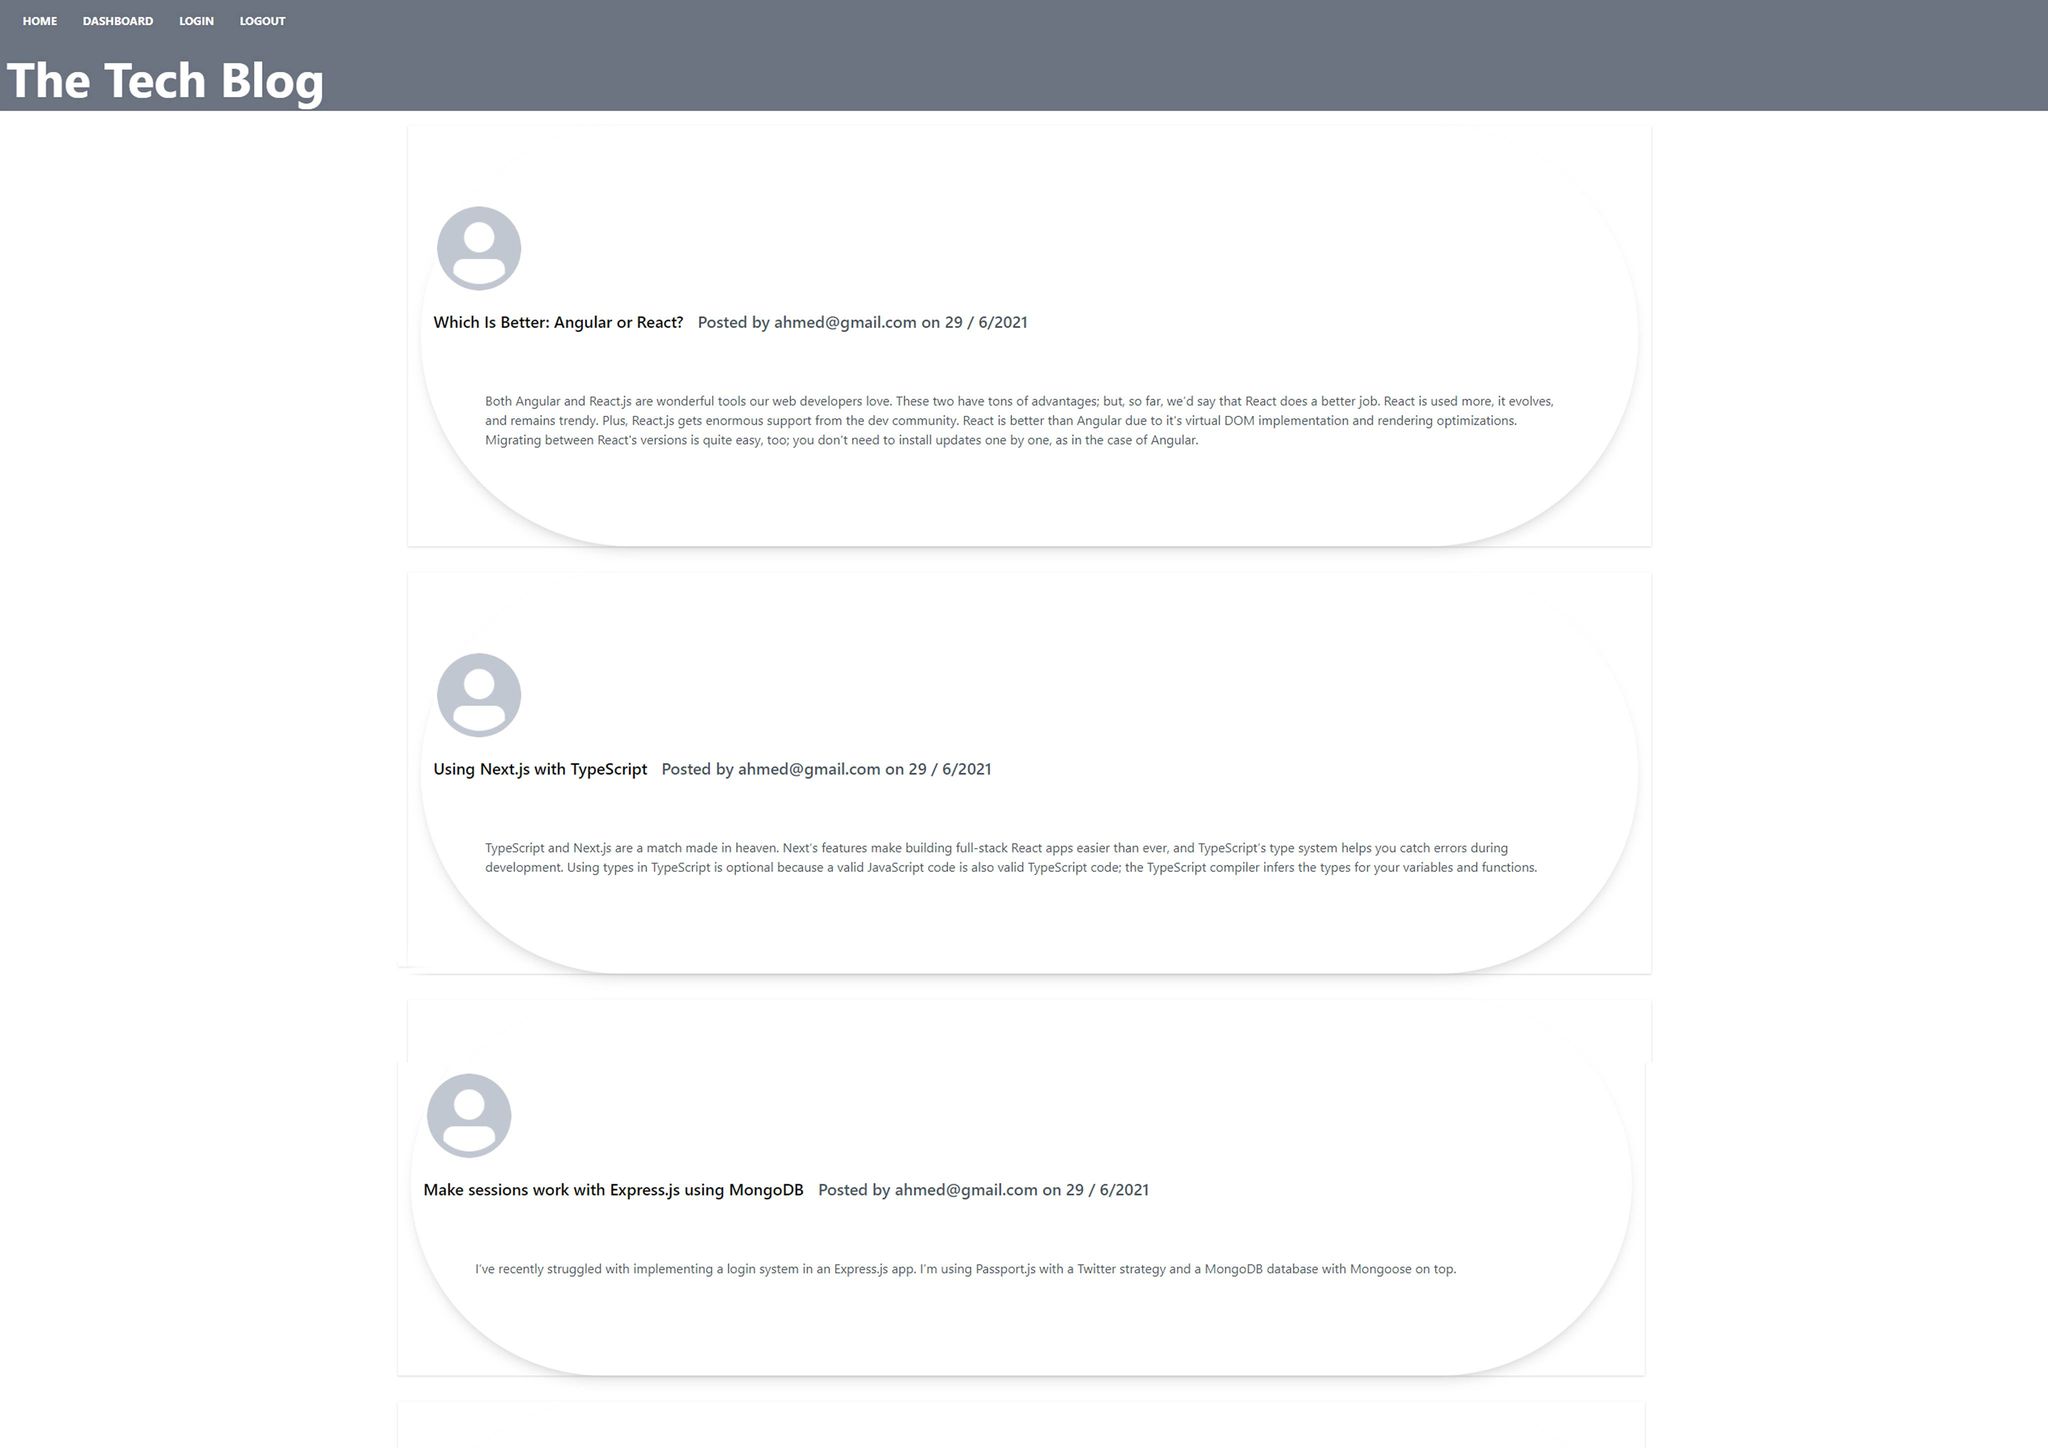 HOME DASHBOARD LOGIN LOGOUT
The Tech Blog
Which Is Better: Angular or React? Posted by ahmed@gmail.com on 29 / 6/2021
Both Angular and React.js are wonderful tools our web developers love. These two have tons of advantages; but, so far, we'd say that React does a better job. React is used more, it evolves,
and remains trendy. Plus, React.js gets enormous support from the dev community. React is better than Angular due to it's virtual DOM implementation and rendering optimizations.
Migrating between React's versions is quite easy, too; you don't need to install updates one by one, as in the case of Angular.
Using Next.js with TypeScript Posted by ahmed@gmail.com on 29 / 6/2021
TypeScript and Next.js are a match made in heaven. Next's features make building full-stack React apps easier than ever, and TypeScript's type system helps you catch errors during
development. Using types in TypeScript is optional because a valid JavaScript code is also valid TypeScript code; the TypeScript compiler infers the types for your variables and functions.
Make sessions work with Express.js using MongoDB Posted by ahmed@gmail.com on 29 / 6/2021
I've recently struggled with implementing a login system in an Express.js app. I'm using Passport.js with a Twitter strategy and a MongoDB database with Mongoose on top.